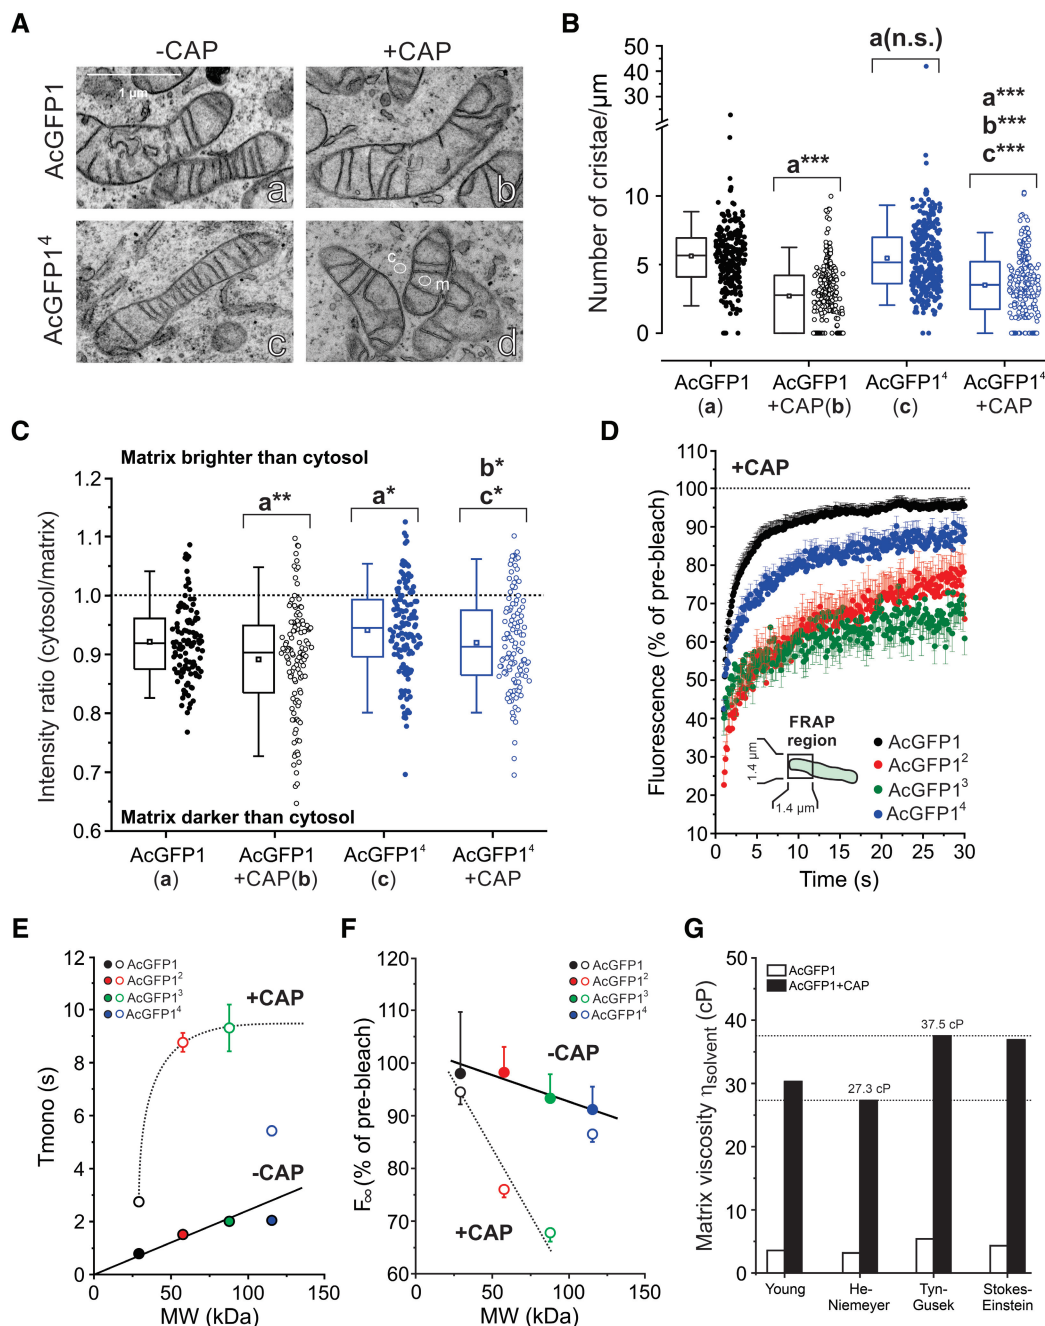 A
-CAP
+CAP
AcGFP1
1 µm
a
b
AcGFP1⁴
c
c
m
d
B
Number of cristae/µm
50
40
30
10
5
0
a***
a(n.s.)
a***
b***
c***
AcGFP1
(a)
AcGFP1
+CAP(b)
AcGFP1⁴
(c)
AcGFP1⁴
+CAP
C
Matrix brighter than cytosol
Intensity ratio (cytosol/matrix)
1.2
1.1
1.0
0.9
0.8
0.7
0.6
a**
a*
b*
c*
Matrix darker than cytosol
AcGFP1
(a)
AcGFP1
+CAP(b)
AcGFP1⁴
(c)
AcGFP1⁴
+CAP
D
+CAP
Fluorescence (% of pre-bleach)
110
100
90
80
70
60
50
40
30
20
10
FRAP
region
1.4 µm
1.4 µm
AcGFP1
AcGFP1²
AcGFP1³
AcGFP1⁴
0 5 10 15 20 25 30
Time (s)
E
Tmono (s)
12
10
8
6
4
2
0
AcGFP1
AcGFP1²
AcGFP1³
AcGFP1⁴
+CAP
-CAP
0 50 100 150
MW (kDa)
F
F∞ (% of pre-bleach)
120
110
100
90
80
70
60
AcGFP1
AcGFP1²
AcGFP1³
AcGFP1⁴
-CAP
+CAP
0 50 100 150
MW (kDa)
G
Matrix viscosity ηsolvent (cP)
50
40
30
20
10
0
AcGFP1
AcGFP1+CAP
37.5 cP
27.3 cP
Young
He-
Niemeyer
Tyn-
Gusek
Stokes-
Einstein